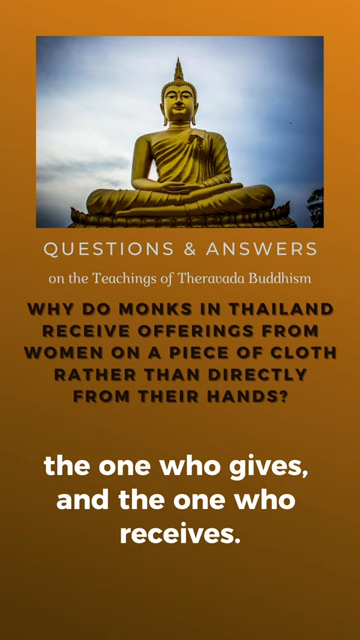 QUESTIONS & ANSWERS
on the Teachings of Theravada Buddhism
WHY DO MONKS IN THAILAND
RECEIVE OFFERINGS FROM
WOMEN ON A PIECE OF CLOTH
RATHER THAN DIRECTLY
FROM THEIR HANDS?
the one who gives,
and the one who
receives.